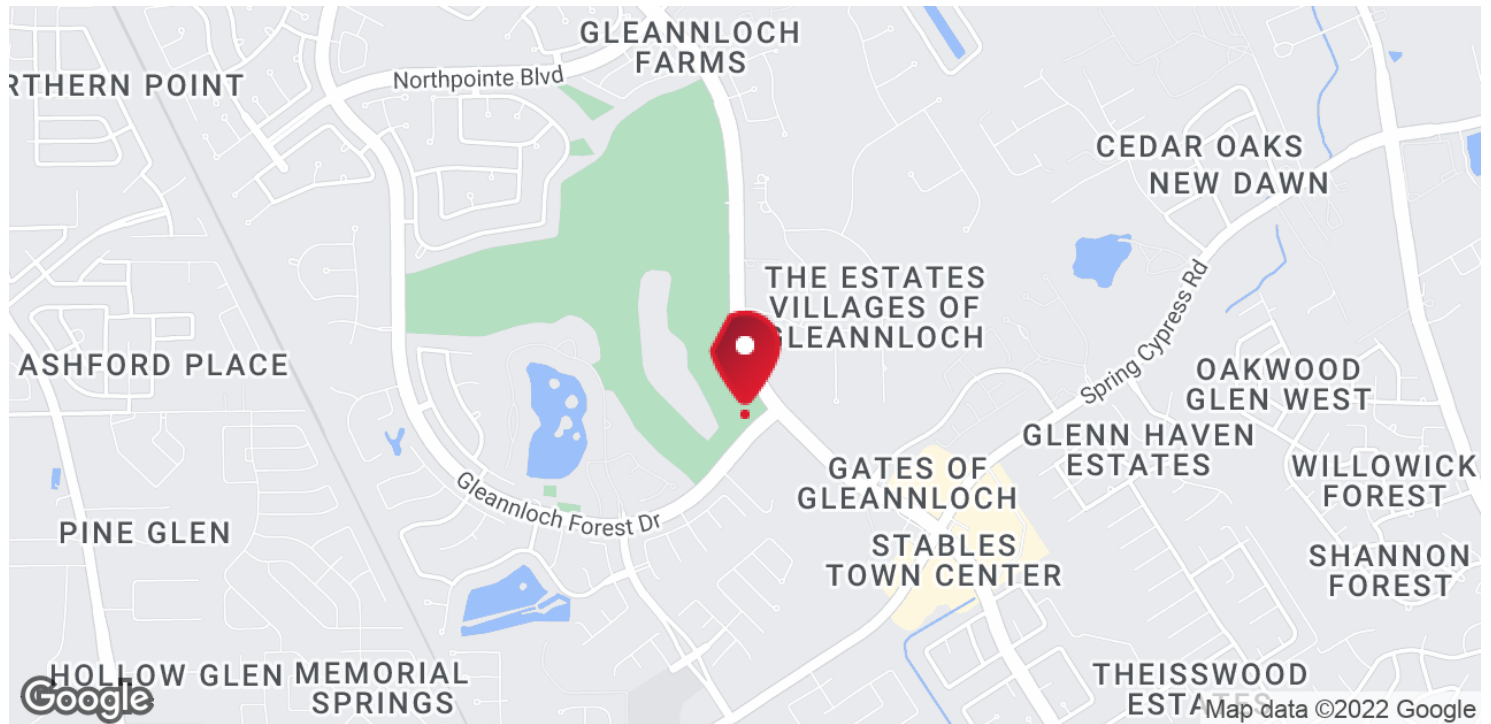 GLEANNLOCH
FARMS
Northpointe Blvd
RTHERN POINT
CEDAR OAKS
NEW DAWN
THE ESTATES
VILLAGES OF
GLEANNLOCH
Spring Cypress Rd
ASHFORD PLACE
OAKWOOD
GLEN WEST
GLENN HAVEN
ESTATES
GATES OF
GLEANNLOCH
WILLOWICK
FOREST
Gleannloch Forest Dr
PINE GLEN
STABLES
TOWN CENTER
SHANNON
FOREST
HOLLOW GLEN
MEMORIAL
SPRINGS
THEISSWOOD
ESTATES
Google
Map data ©2022 Google